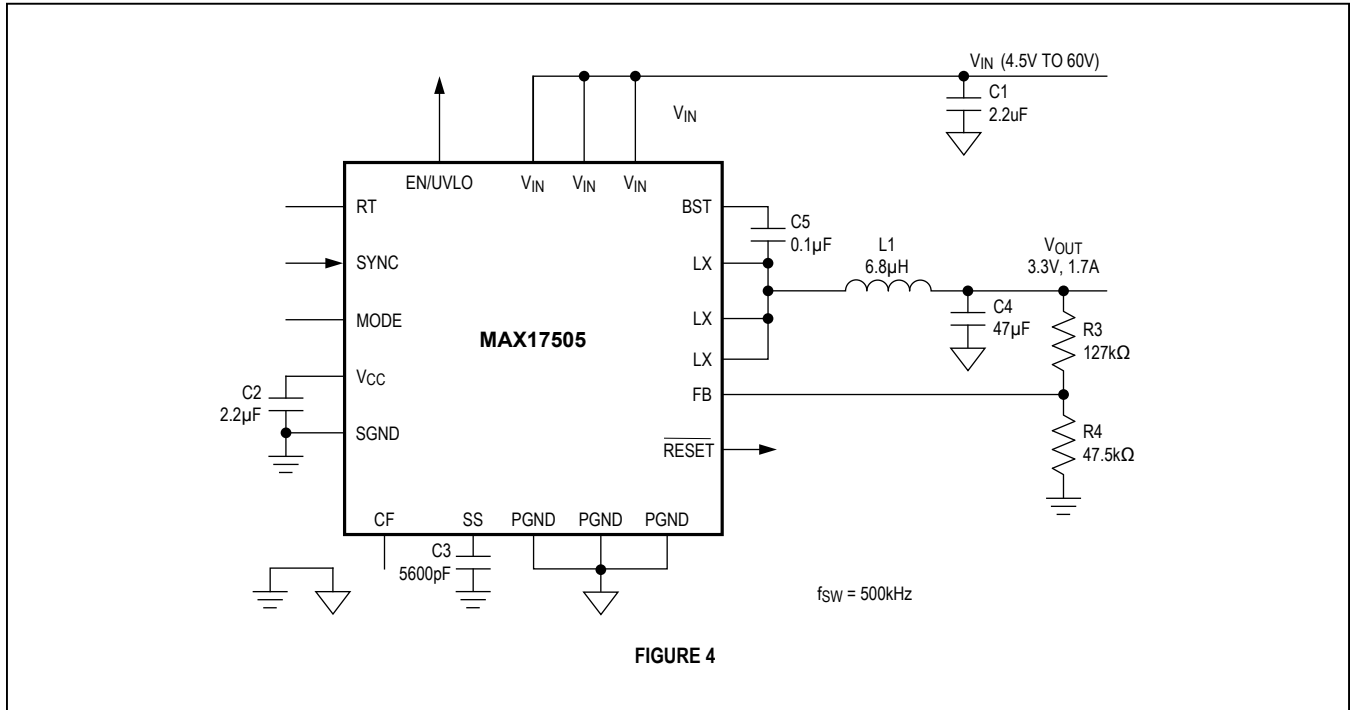 VIN (4.5V TO 60V)
C1
2.2uF
VIN
EN/UVLO
VIN
VIN
VIN
RT
BST
C5
0.1µF
SYNC
LX
L1
6.8µH
VOUT
3.3V, 1.7A
MODE
LX
C4
47µF
R3
127kΩ
MAX17505
LX
VCC
C2
2.2µF
FB
SGND
RESET
R4
47.5kΩ
CF
SS
PGND
PGND
PGND
C3
5600pF
fSW = 500kHz
FIGURE 4